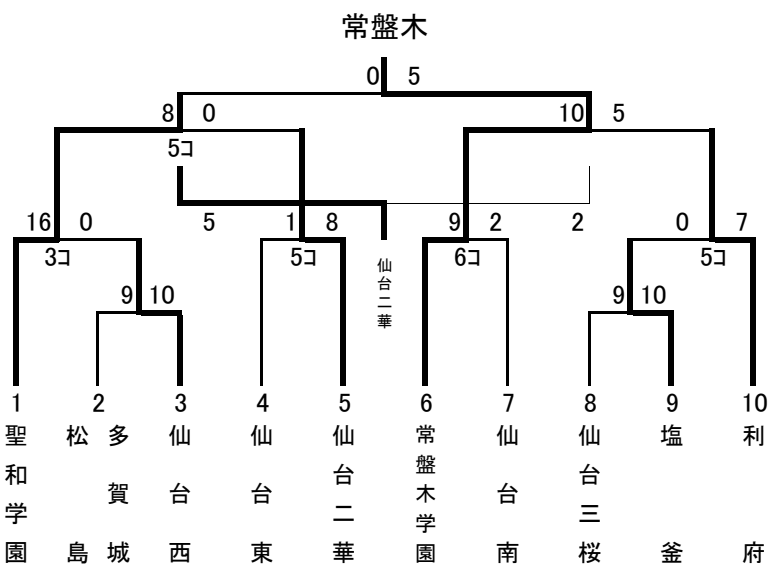 常盤木
0 5
8 0
10 5
5コ
16 0
5
1 8
9 2
2
0 7
3コ
5コ
6コ
5コ
仙台二華
9 10
9 10
1 2 3 4 5 6 7 8 9 10
聖和学園
松島
多賀城
仙台西
仙台東
仙台二華
常盤木学園
仙台南
仙台三桜
塩釜
利府